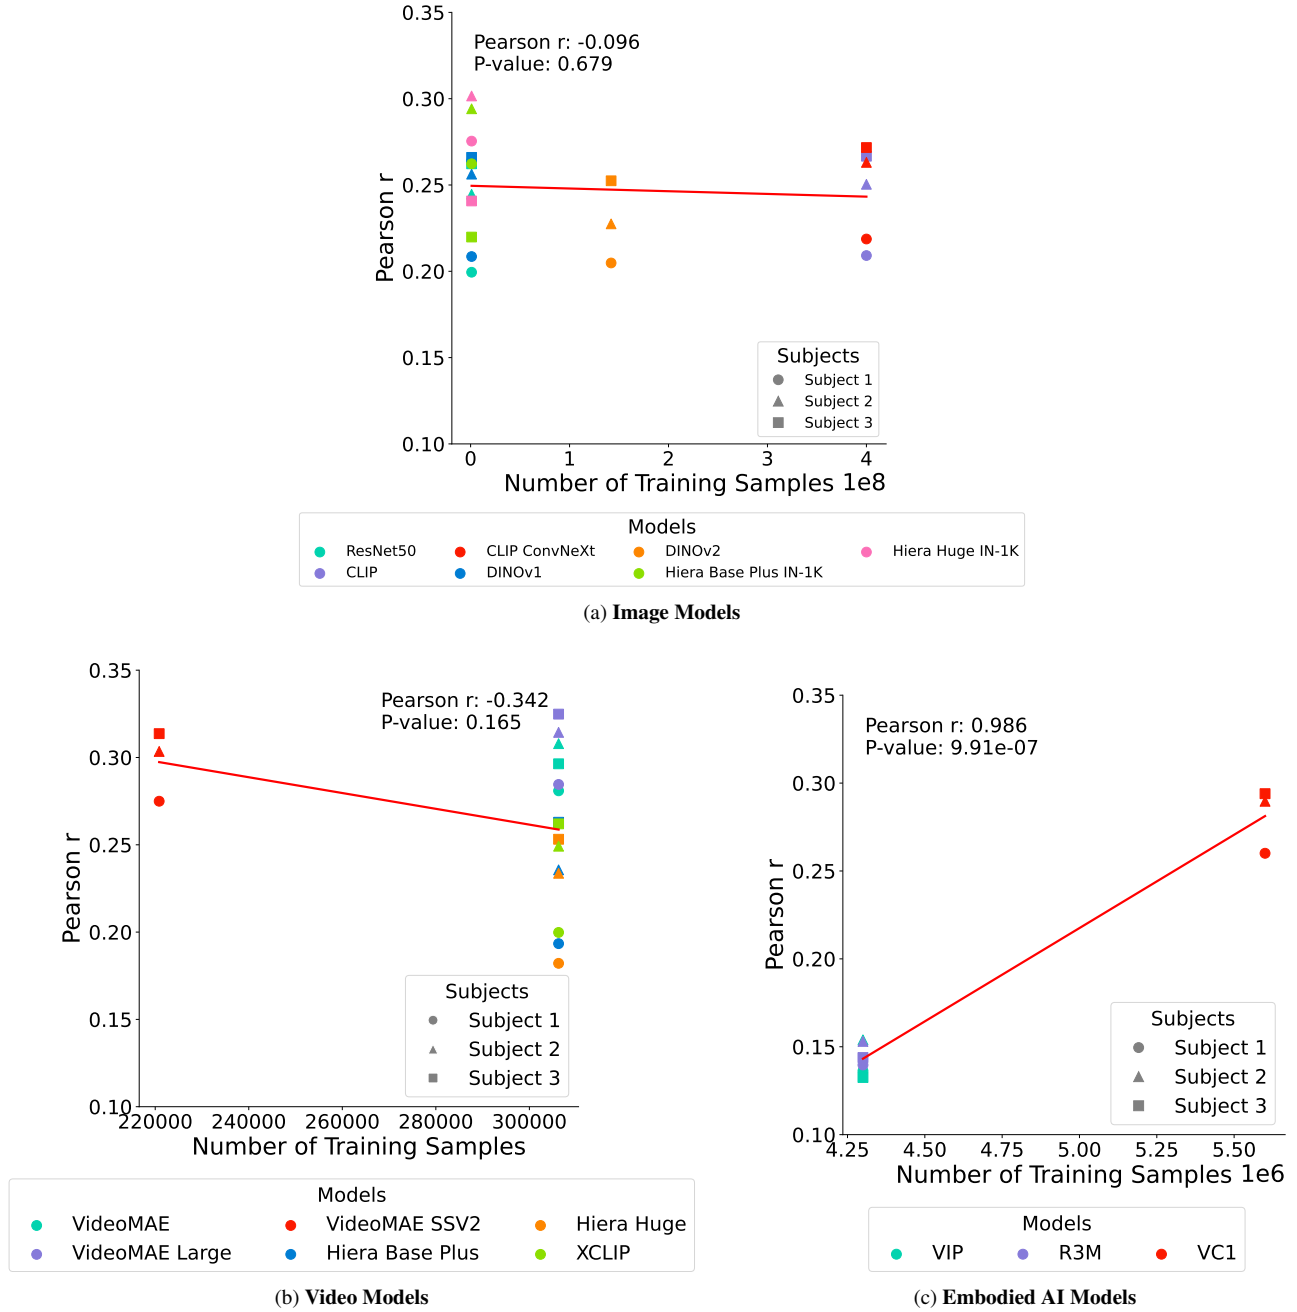 0.35
0.30
0.25
0.20
0.15
0.10
Pearson r
Pearson r: -0.096
P-value: 0.679
Subjects
Subject 1
Subject 2
Subject 3
0 1 2 3 4
Number of Training Samples 1e8
Models
ResNet50 CLIP ConvNeXt DINOv2 Hiera Huge IN-1K
CLIP DINOv1 Hiera Base Plus IN-1K
(a) Image Models
0.35
0.30
0.25
0.20
0.15
0.10
Pearson r
Pearson r: -0.342
P-value: 0.165
Subjects
Subject 1
Subject 2
Subject 3
220000 240000 260000 280000 300000
Number of Training Samples
Models
VideoMAE VideoMAE SSV2 Hiera Huge
VideoMAE Large Hiera Base Plus XCLIP
(b) Video Models
0.35
0.30
0.25
0.20
0.15
0.10
Pearson r
Pearson r: 0.986
P-value: 9.91e-07
Subjects
Subject 1
Subject 2
Subject 3
4.25 4.50 4.75 5.00 5.25 5.50
Number of Training Samples 1e6
Models
VIP R3M VC1
(c) Embodied AI Models